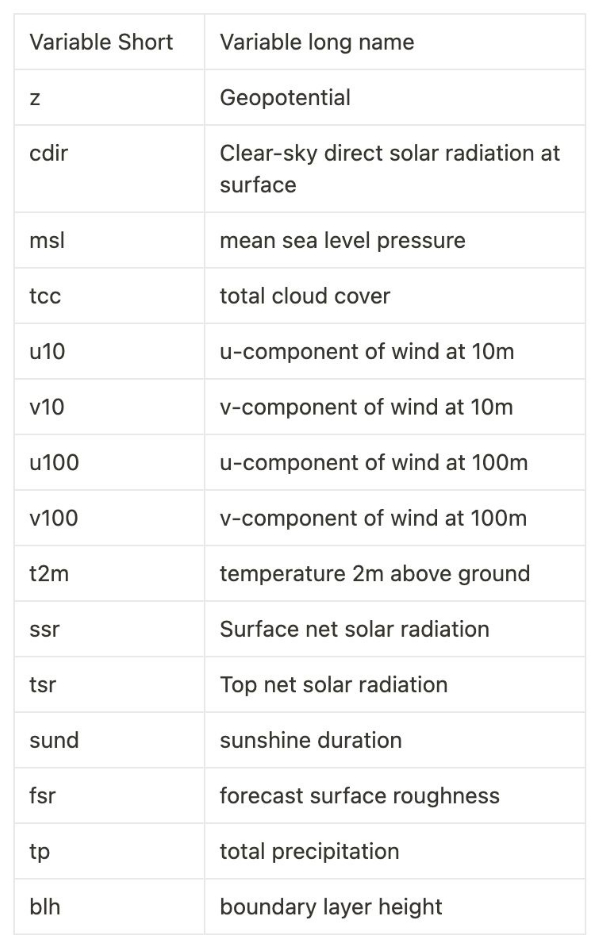 Variable Short Variable long name
z Geopotential
cdir Clear-sky direct solar radiation at
surface
msl mean sea level pressure
tcc total cloud cover
u10 u-component of wind at 10m
v10 v-component of wind at 10m
u100 u-component of wind at 100m
v100 v-component of wind at 100m
t2m temperature 2m above ground
ssr Surface net solar radiation
tsr Top net solar radiation
sund sunshine duration
fsr forecast surface roughness
tp total precipitation
blh boundary layer height